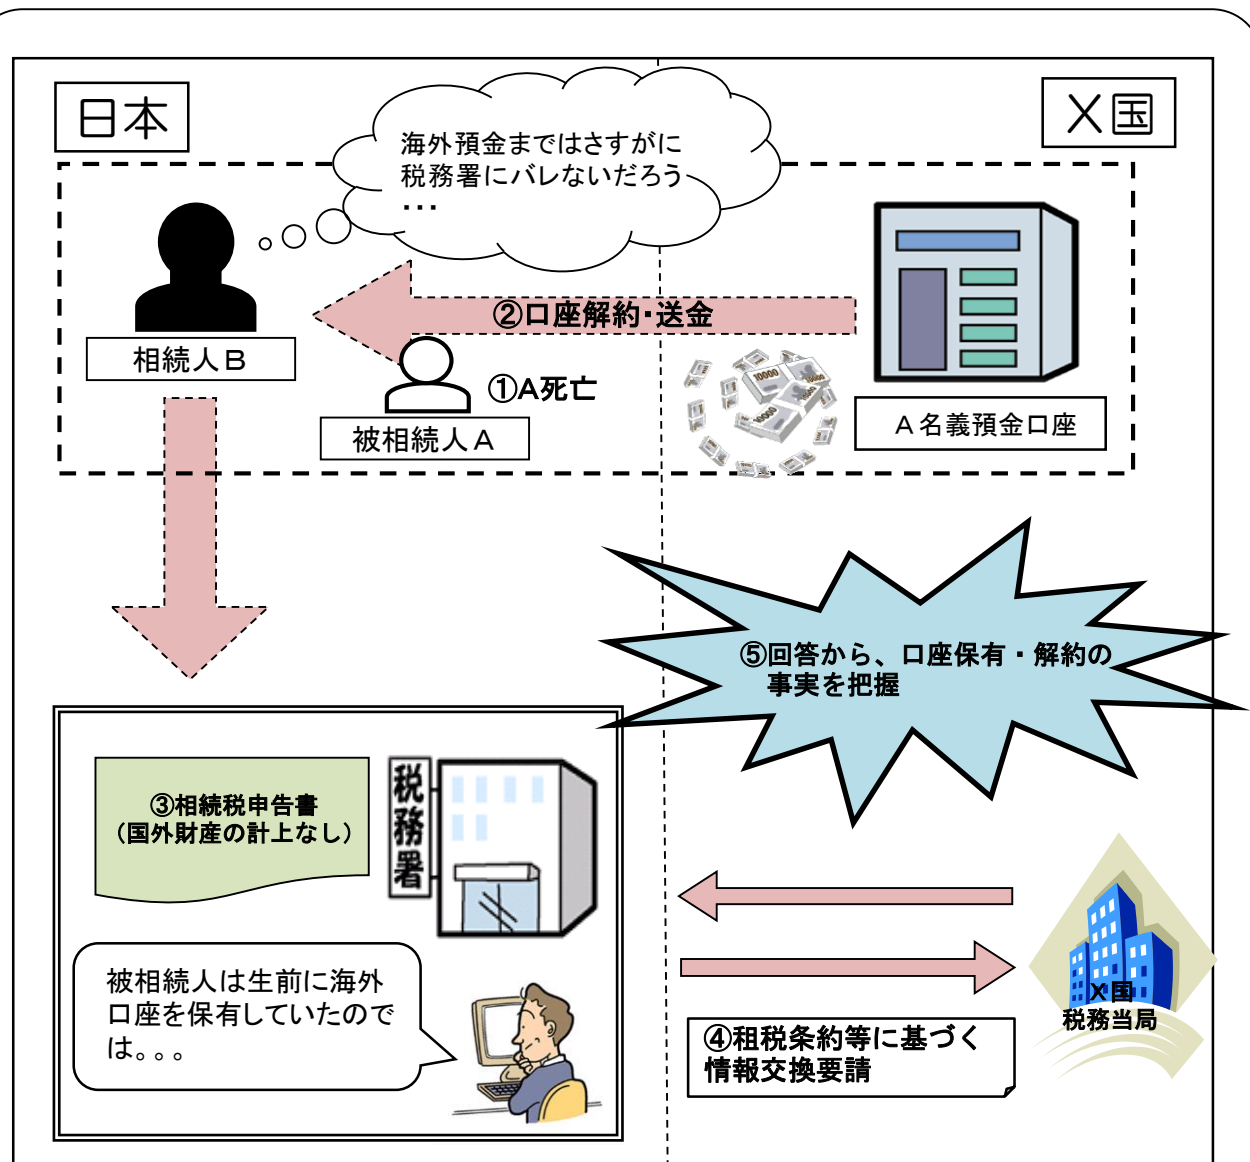 日本
X国
海外預金まではさすがに
税務署にバレないだろう
・・・
②口座解約・送金
相続人B
①A死亡
被相続人A
10000
10000
10000
A名義預金口座
⑤回答から、口座保有・解約の
事実を把握
③相続税申告書
(国外財産の計上なし)
税務署
被相続人は生前に海外
口座を保有していたので
は。。。
X国
税務当局
④租税条約等に基づく
情報交換要請